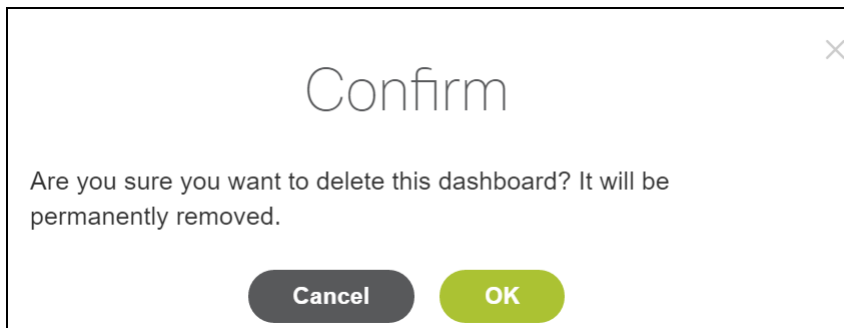 Confirm
Are you sure you want to delete this dashboard? It will be
permanently removed.
Cancel OK